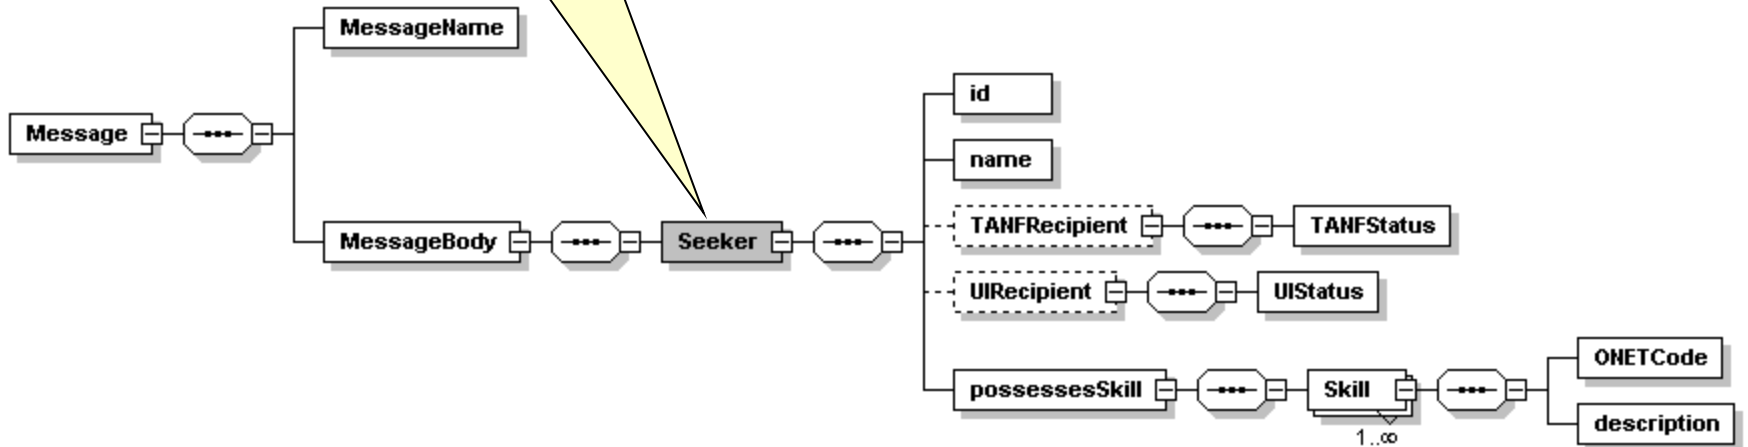 MessageName
Message
MessageBody
Seeker
id
name
TANFRecipient
TANFStatus
UIRecipient
UIStatus
possessesSkill
Skill
1..∞
ONETCode
description